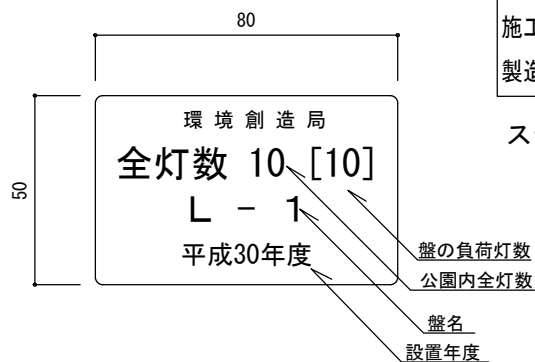 80
50
環境創造局
全灯数 10 [10]
L - 1
平成30年度
盤の負荷灯数
公園内全灯数
盤名
設置年度
施工
製造
ス